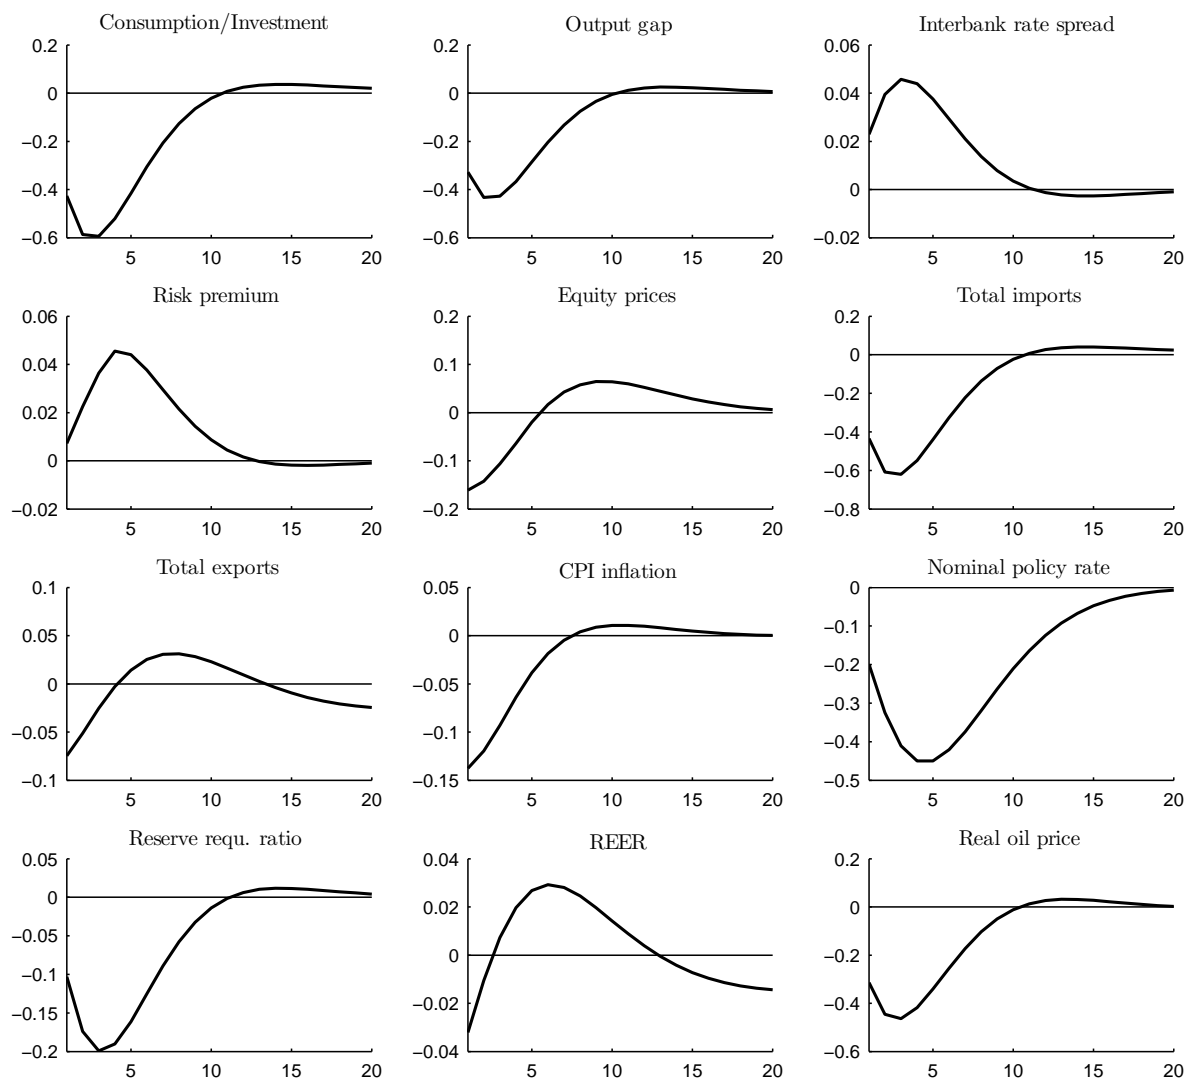 Consumption/Investment
0.2
0
−0.2
−0.4
−0.6
5 10 15 20
Output gap
0.2
0
−0.2
−0.4
−0.6
5 10 15 20
Interbank rate spread
0.06
0.04
0.02
0
−0.02
5 10 15 20
Risk premium
0.06
0.04
0.02
0
−0.02
5 10 15 20
Equity prices
0.2
0.1
0
−0.1
−0.2
5 10 15 20
Total imports
0.2
0
−0.2
−0.4
−0.6
−0.8
5 10 15 20
Total exports
0.1
0.05
0
−0.05
−0.1
5 10 15 20
CPI inflation
0.05
0
−0.05
−0.1
−0.15
5 10 15 20
Nominal policy rate
0
−0.1
−0.2
−0.3
−0.4
−0.5
5 10 15 20
Reserve requ. ratio
0.05
0
−0.05
−0.1
−0.15
−0.2
5 10 15 20
REER
0.04
0.02
0
−0.02
−0.04
5 10 15 20
Real oil price
0.2
0
−0.2
−0.4
−0.6
5 10 15 20